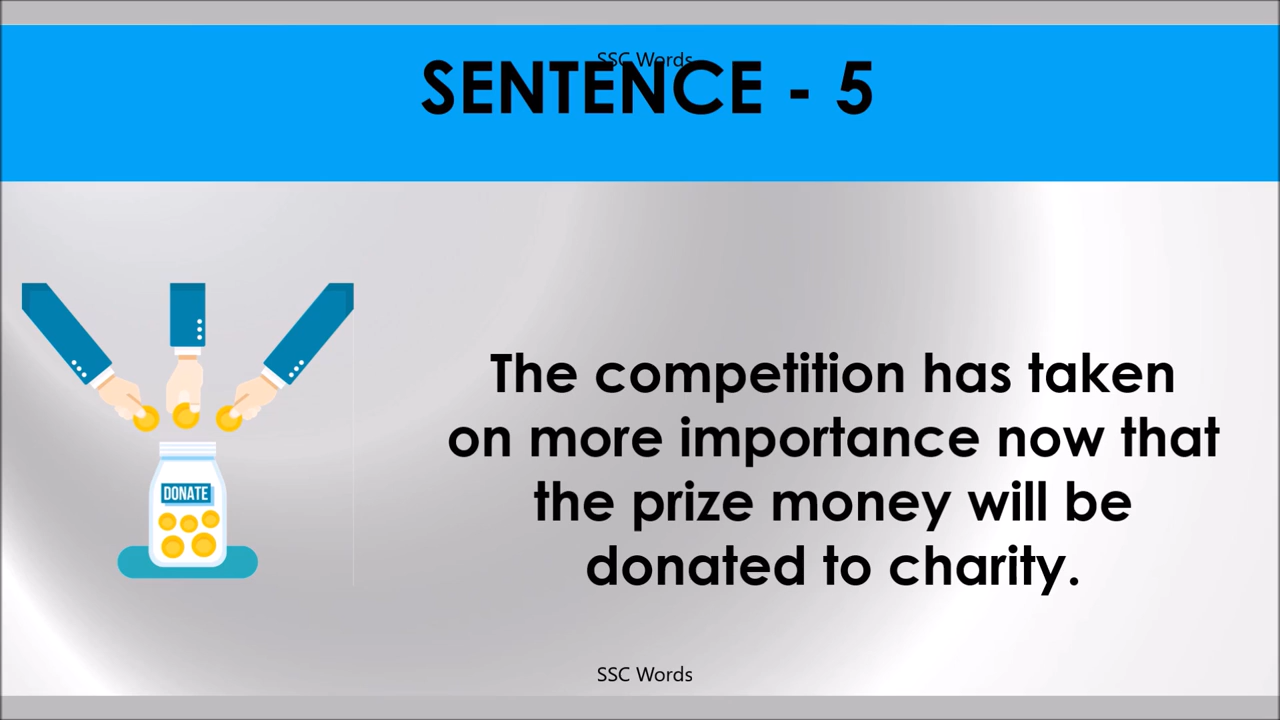 SSC Words
SENTENCE - 5
DONATE
The competition has taken
on more importance now that
the prize money will be
donated to charity.
SSC Words